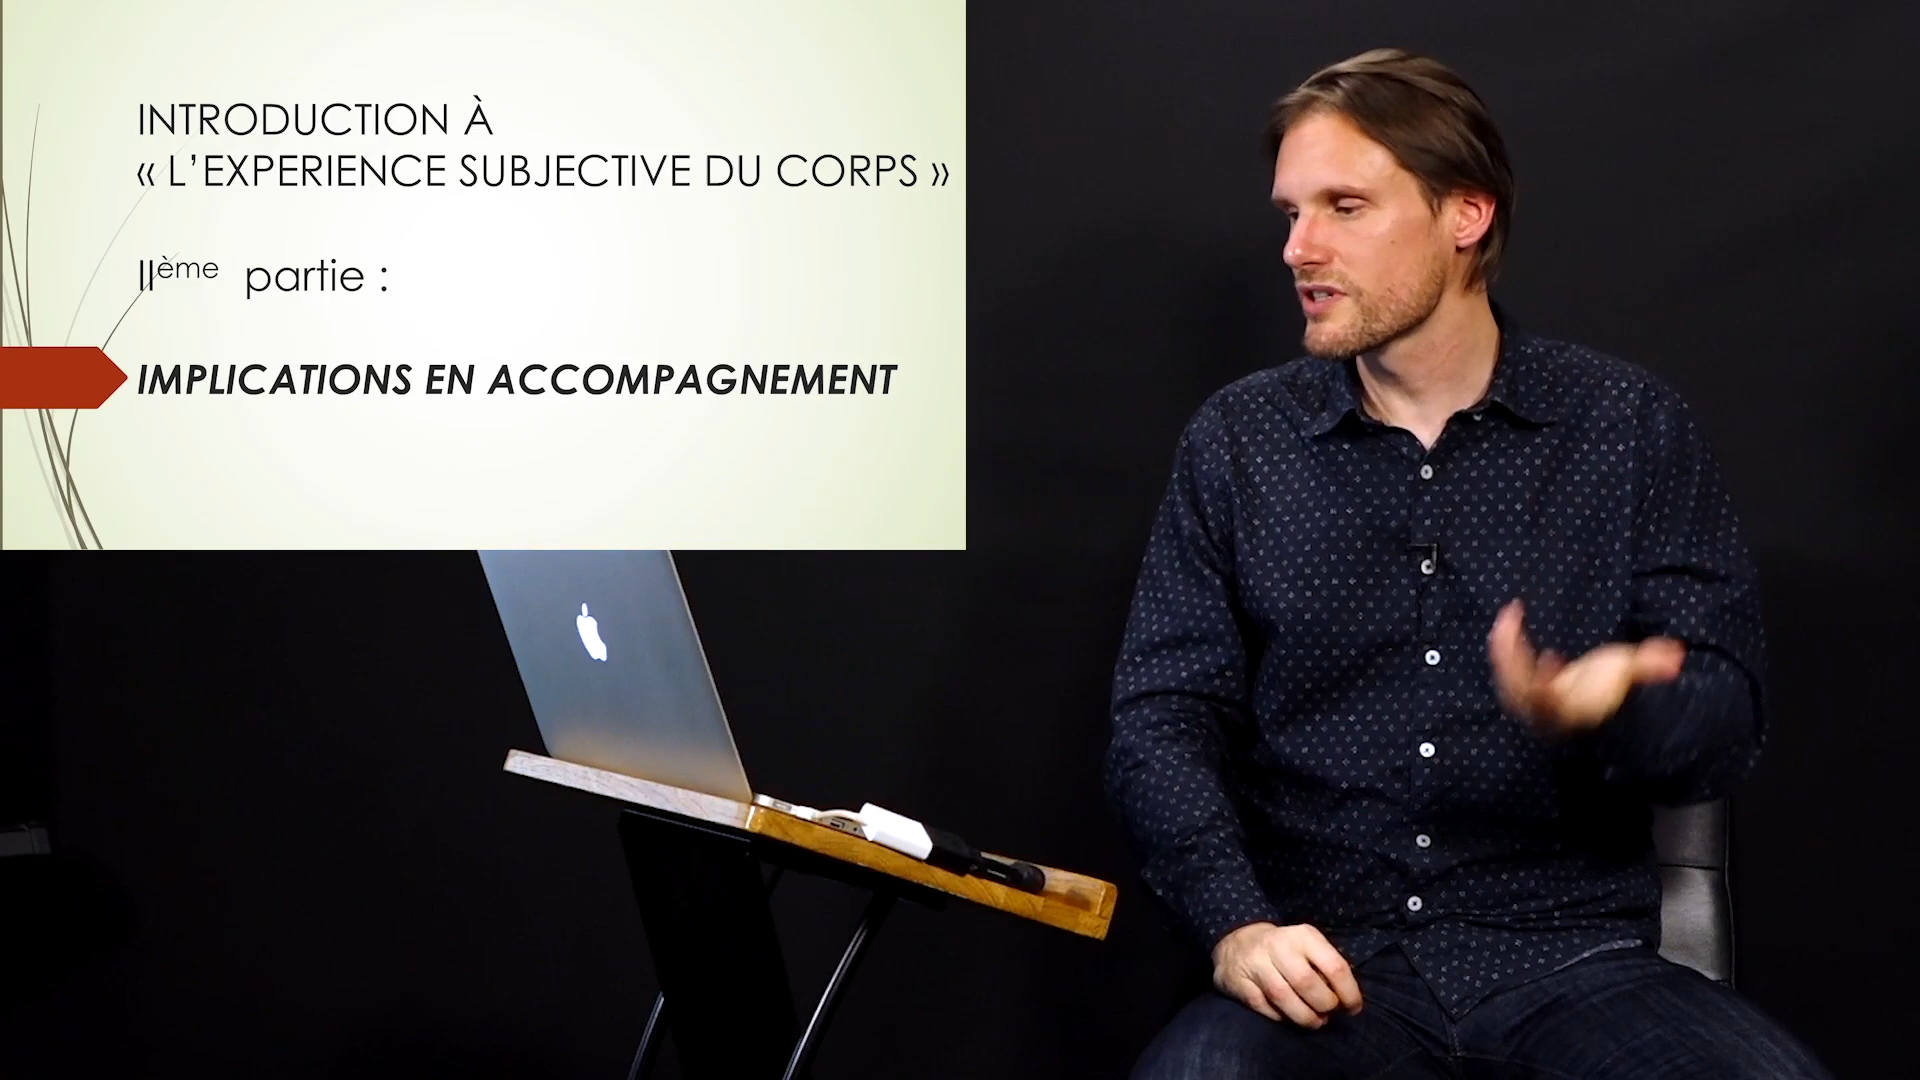 INTRODUCTION À
« L’EXPERIENCE SUBJECTIVE DU CORPS »
IIème partie :
IMPLICATIONS EN ACCOMPAGNEMENT